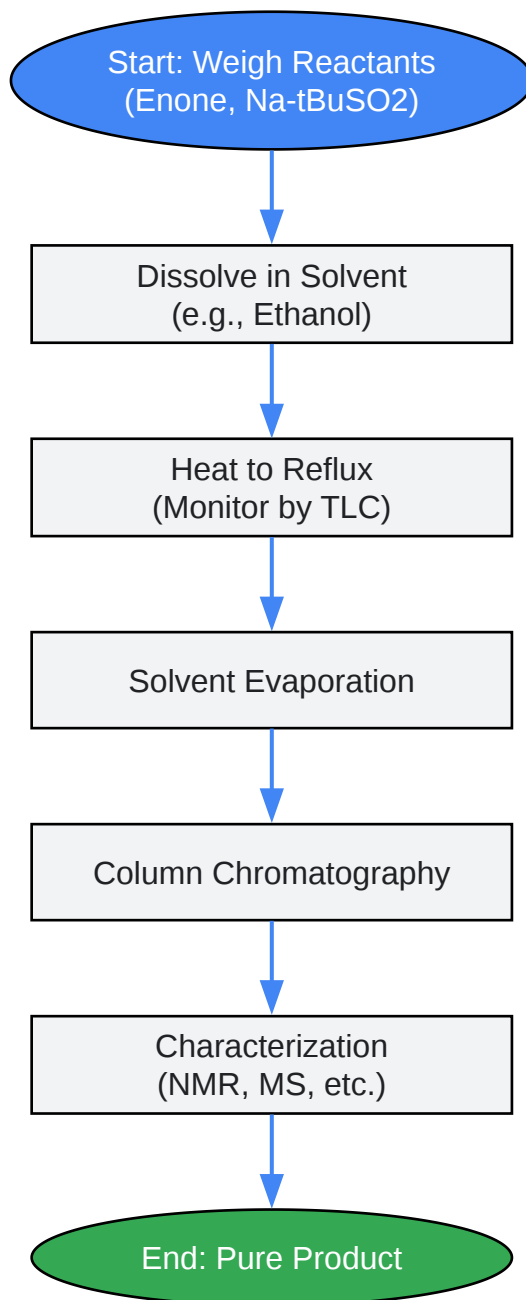 Start: Weigh Reactants
(Enone, Na-tBuSO2)
Dissolve in Solvent
(e.g., Ethanol)
Heat to Reflux
(Monitor by TLC)
Solvent Evaporation
Column Chromatography
Characterization
(NMR, MS, etc.)
End: Pure Product